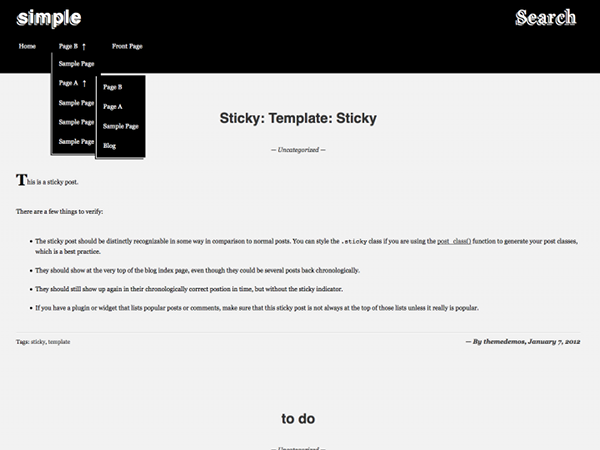 simple
Search
Home
Page B ↑
Front Page
Sample Page
Page A ↑
Sample Page
Sample Page
Sample Page
Page B
Page A
Sample Page
Blog
Sticky: Template: Sticky
— Uncategorized —
This is a sticky post.
There are a few things to verify:
• The sticky post should be distinctly recognizable in some way in comparison to normal posts. You can style the .sticky class if you are using the post_class() function to generate your post classes,
which is a best practice.
• They should show at the very top of the blog index page, even though they could be several posts back chronologically.
• They should still show up again in their chronologically correct postion in time, but without the sticky indicator.
• If you have a plugin or widget that lists popular posts or comments, make sure that this sticky post is not always at the top of those lists unless it really is popular.
Tags: sticky, template
— By themedemos, January 7, 2012
to do
— Uncategorized —